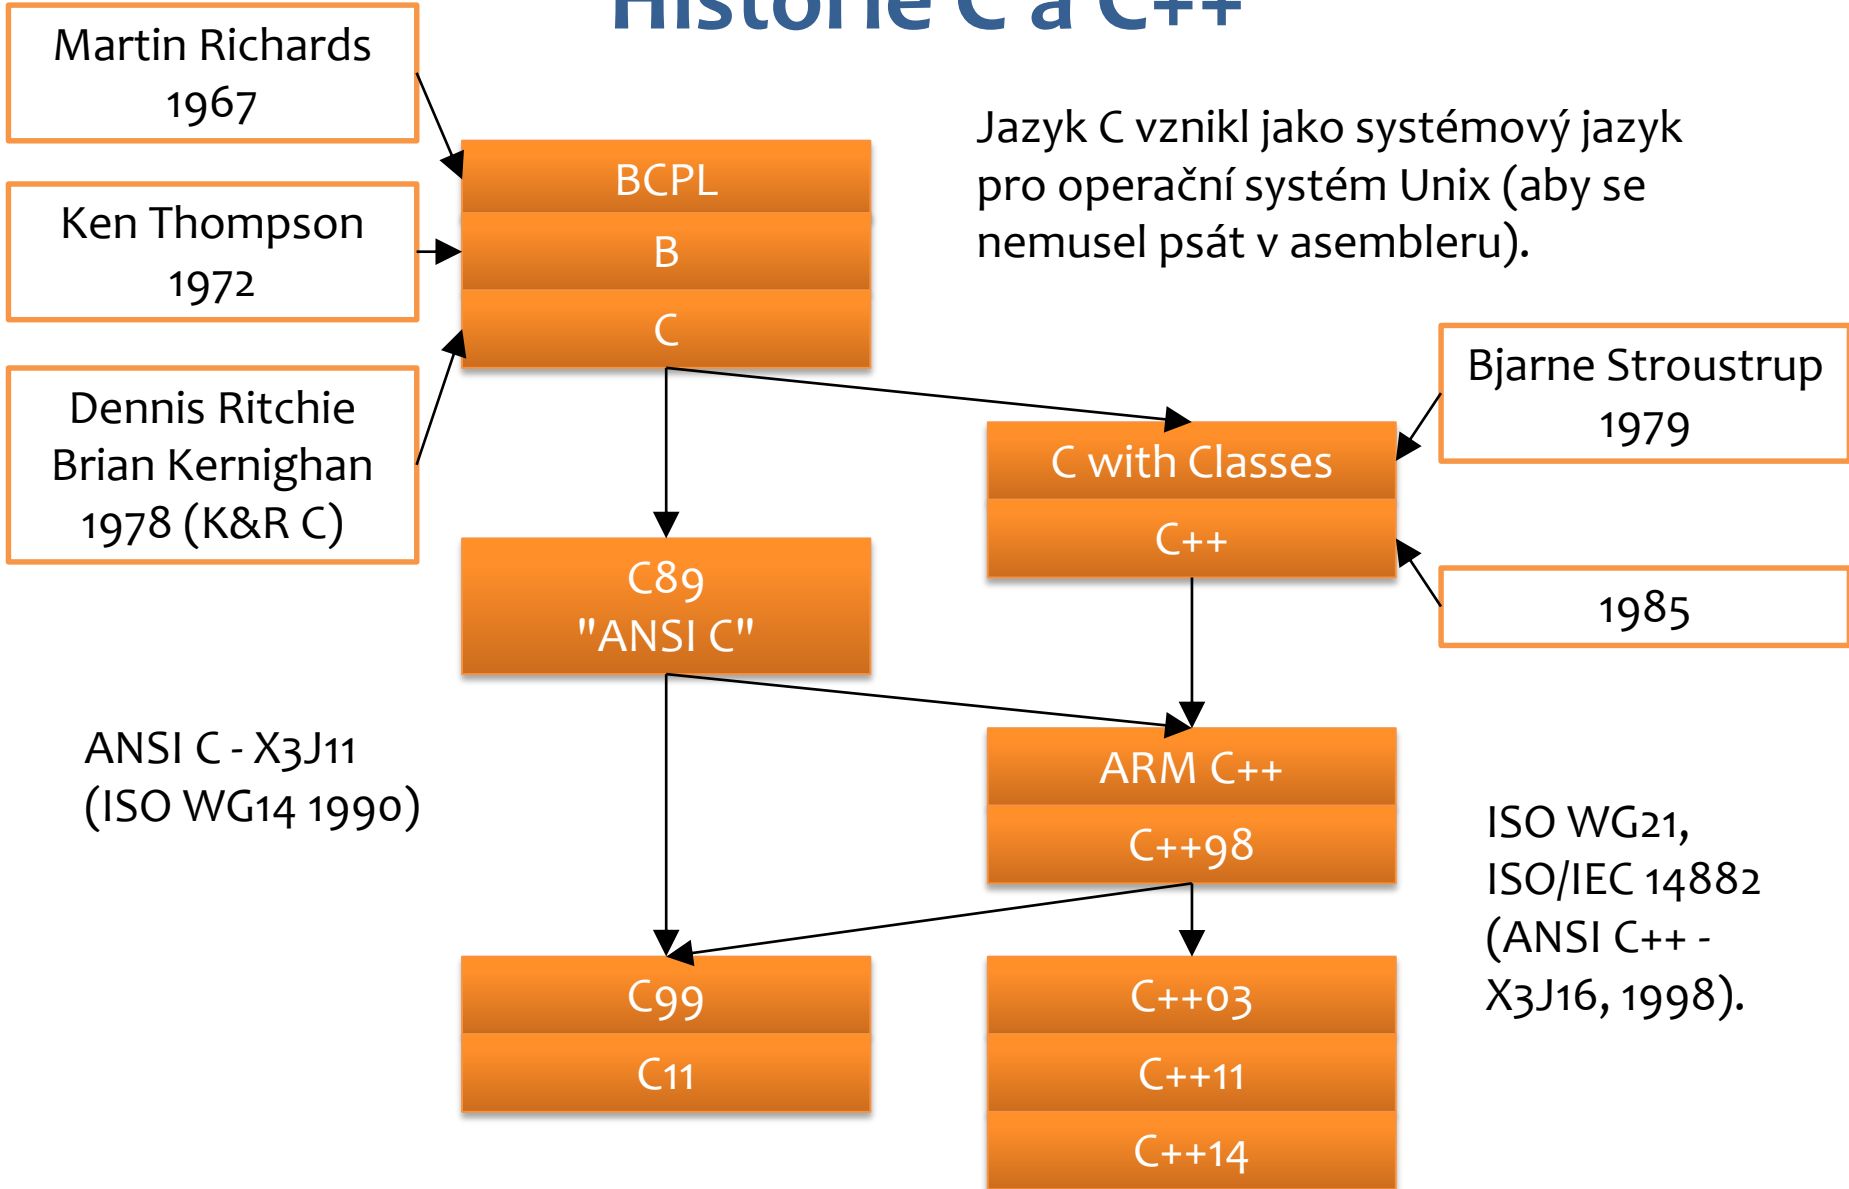 Historie C a C++
Martin Richards
1967
Jazyk C vznikl jako systémový jazyk
pro operační systém Unix (aby se
nemusel psát v asembleru).
BCPL
Ken Thompson
1972
B
C
Dennis Ritchie
Brian Kernighan
1978 (K&R C)
Bjarne Stroustrup
1979
C with Classes
C++
1985
C89
"ANSI C"
ANSI C - X3J11
(ISO WG14 1990)
ARM C++
C++98
ISO WG21,
ISO/IEC 14882
(ANSI C++ -
X3J16, 1998).
C99
C11
C++03
C++11
C++14